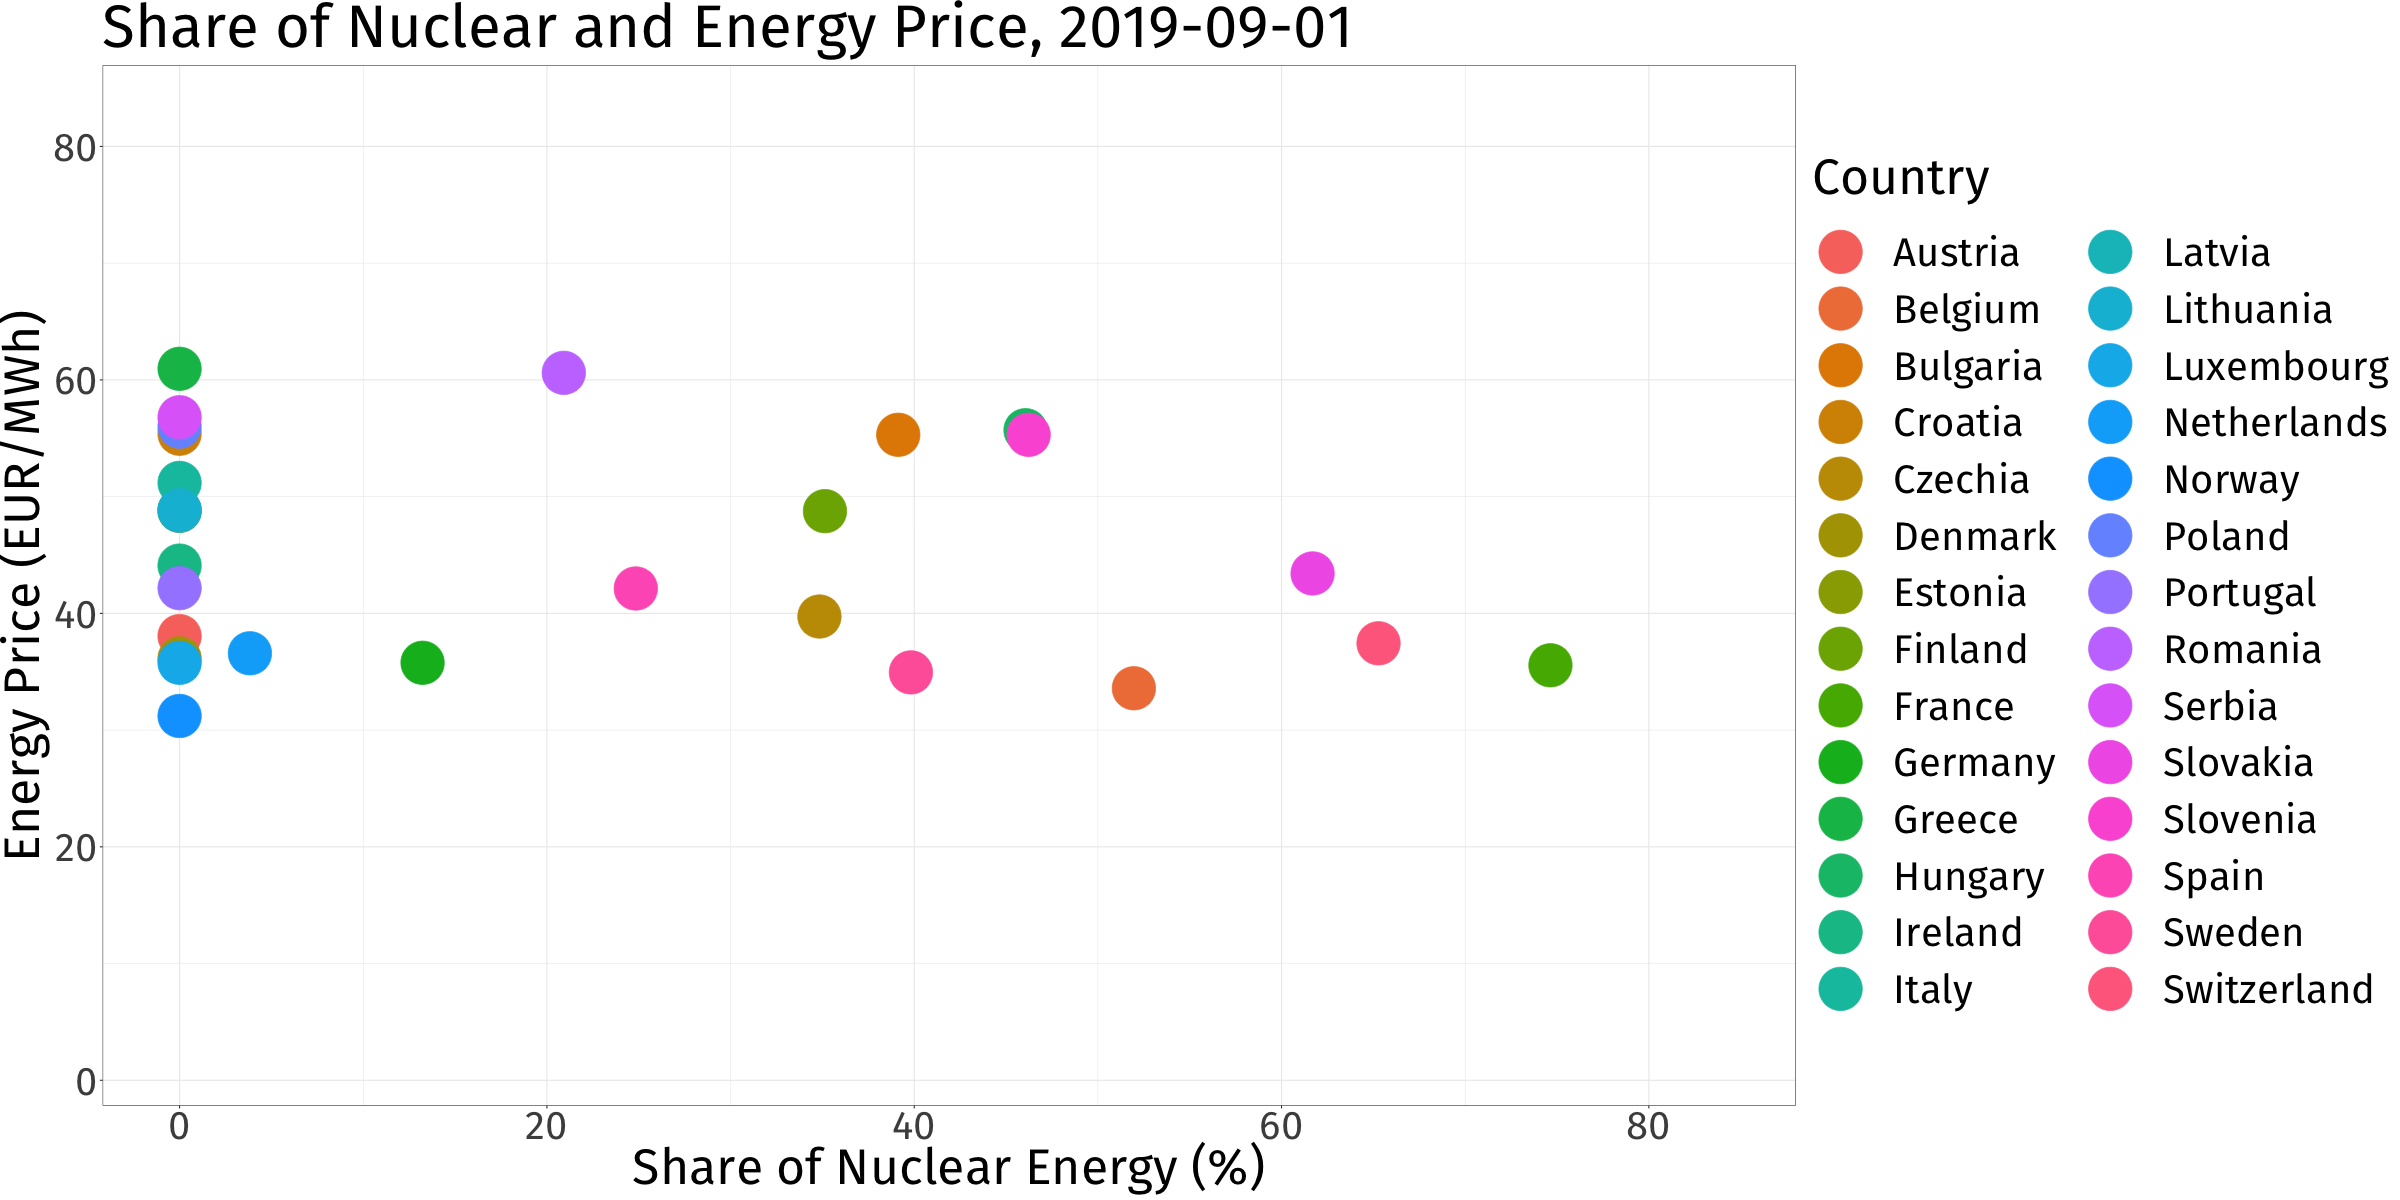 Share of Nuclear and Energy Price, 2019-09-01
Energy Price (EUR/MWh)
80
60
40
20
0
0
20
40
60
80
Share of Nuclear Energy (%)
Country
Austria
Belgium
Bulgaria
Croatia
Czechia
Denmark
Estonia
Finland
France
Germany
Greece
Hungary
Ireland
Italy
Latvia
Lithuania
Luxembourg
Netherlands
Norway
Poland
Portugal
Romania
Serbia
Slovakia
Slovenia
Spain
Sweden
Switzerland